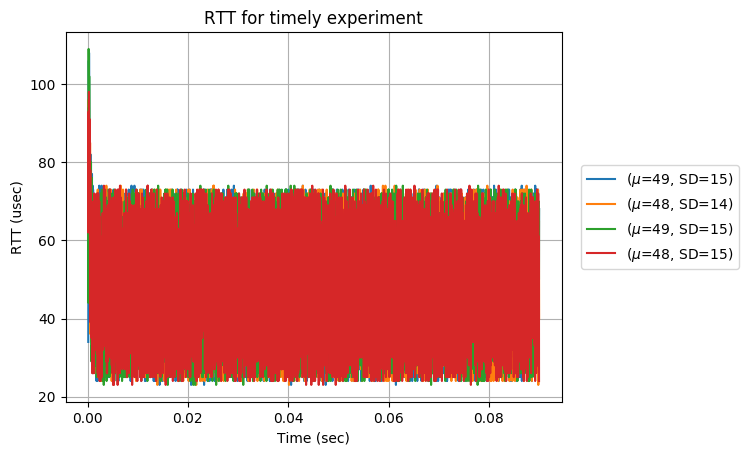 RTT for timely experiment
RTT (usec)
100
80
60
40
20
0.00 0.02 0.04 0.06 0.08
Time (sec)
(μ=49, SD=15)
(μ=48, SD=14)
(μ=49, SD=15)
(μ=48, SD=15)